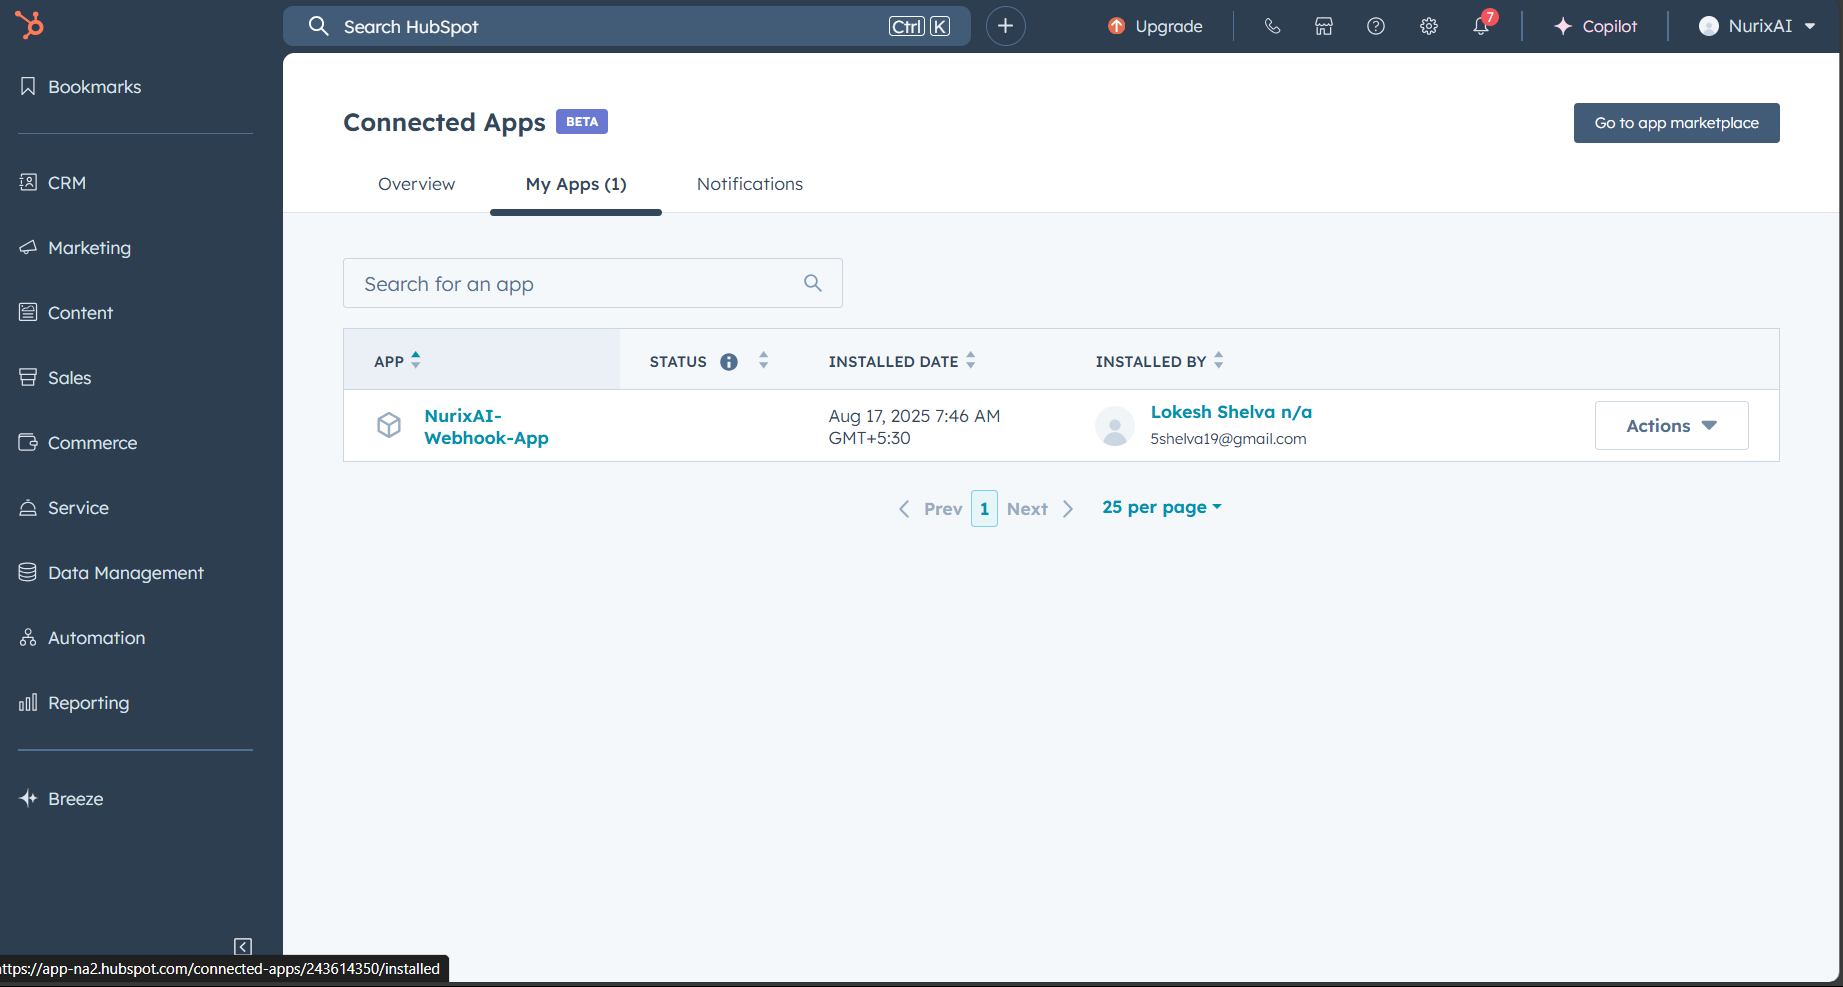 Search HubSpot
Ctrl K
Upgrade
7
Copilot
NurixAI
Bookmarks
CRM
Marketing
Content
Sales
Commerce
Service
Data Management
Automation
Reporting
Breeze
Connected Apps BETA
Go to app marketplace
Overview
My Apps (1)
Notifications
Search for an app
APP
STATUS
INSTALLED DATE
INSTALLED BY
NurixAI-
Webhook-App
Aug 17, 2025 7:46 AM
GMT+5:30
Lokesh Shelva n/a
5shelva19@gmail.com
Actions
Prev 1 Next
25 per page
ttps://app-na2.hubspot.com/connected-apps/243614350/installed